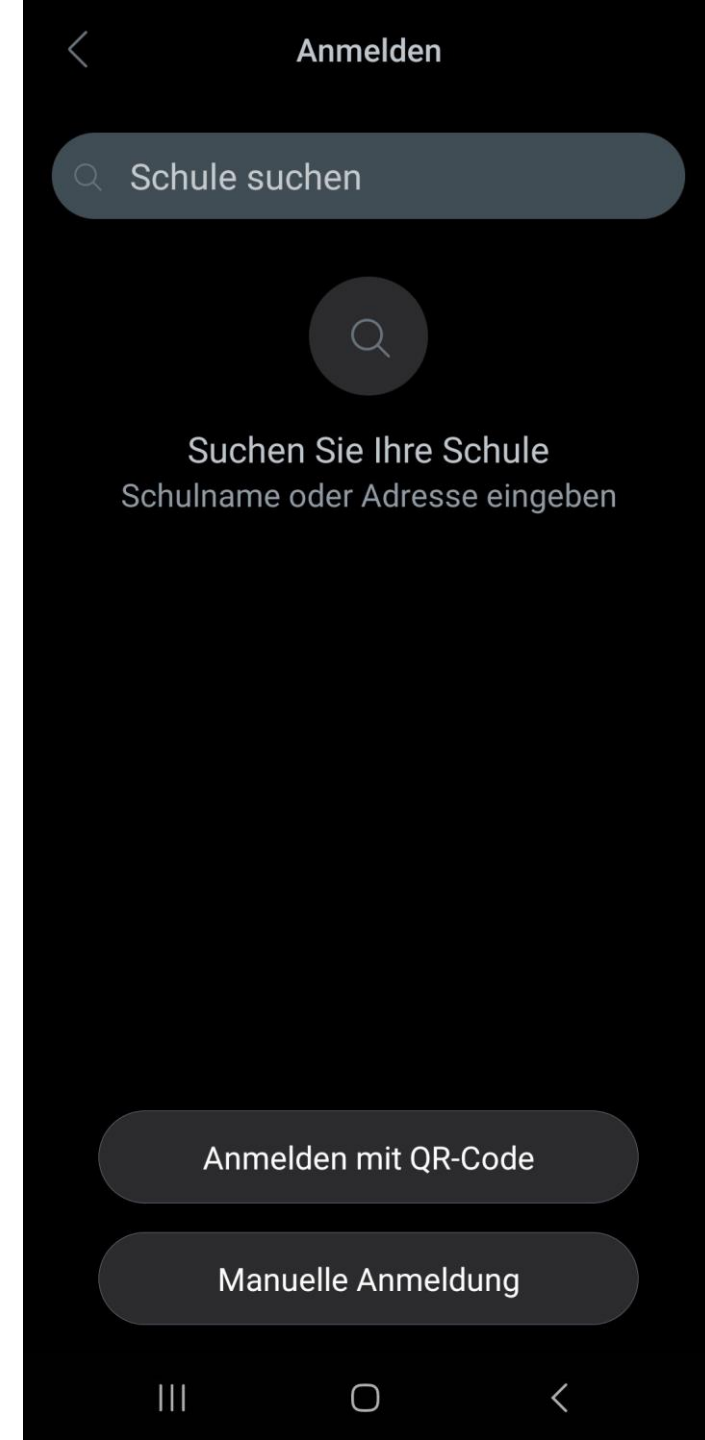 Anmelden
Schule suchen
Suchen Sie Ihre Schule
Schulname oder Adresse eingeben
Anmelden mit QR-Code
Manuelle Anmeldung